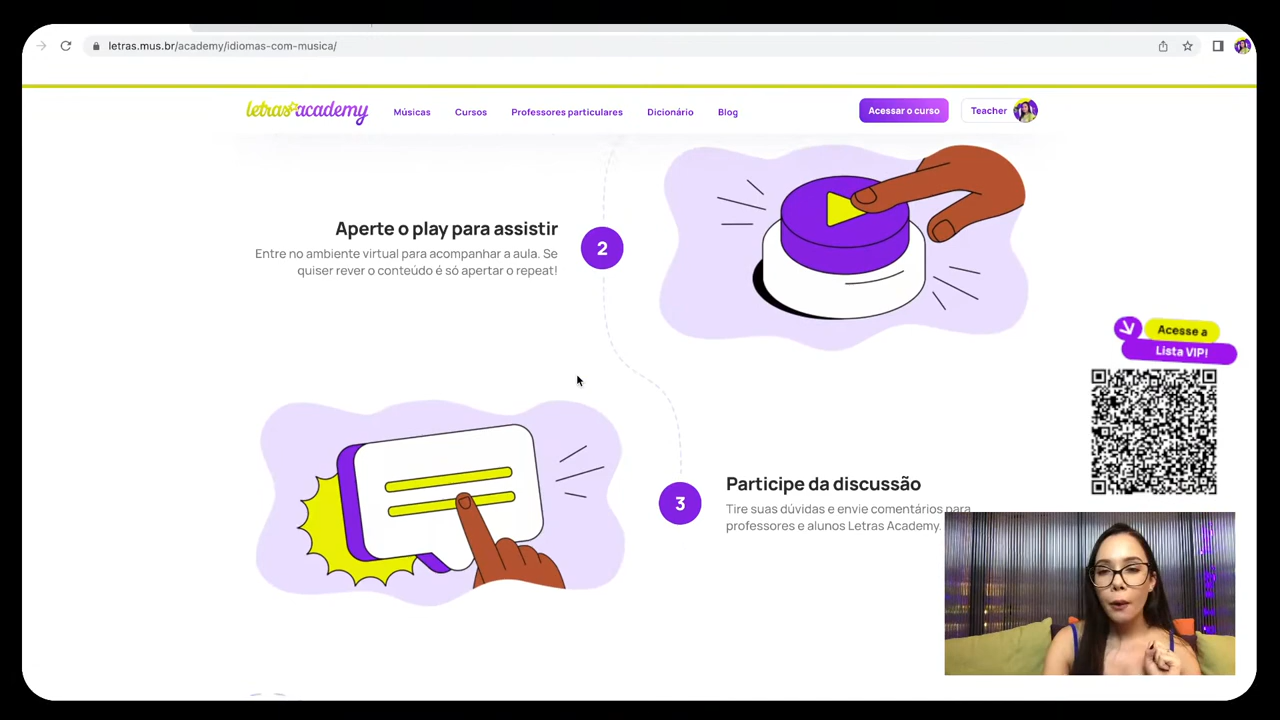 letras.mus.br/academy/idiomas-com-musica/
letras academy
Músicas
Cursos
Professores particulares
Dicionário
Blog
Acessar o curso
Teacher
Aperte o play para assistir
2
Entre no ambiente virtual para acompanhar a aula. Se
quiser rever o conteúdo é só apertar o repeat!
Acesse a
Lista VIP!
3
Participe da discussão
Tire suas dúvidas e envie comentários para
professores e alunos Letras Academy.